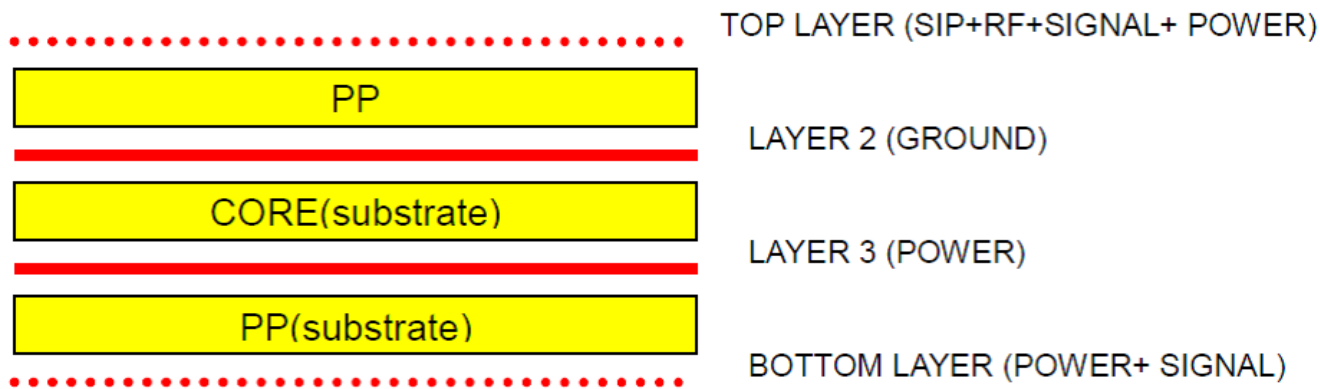 TOP LAYER (SIP+RF+SIGNAL+ POWER)
PP
LAYER 2 (GROUND)
CORE(substrate)
LAYER 3 (POWER)
PP(substrate)
BOTTOM LAYER (POWER+ SIGNAL)